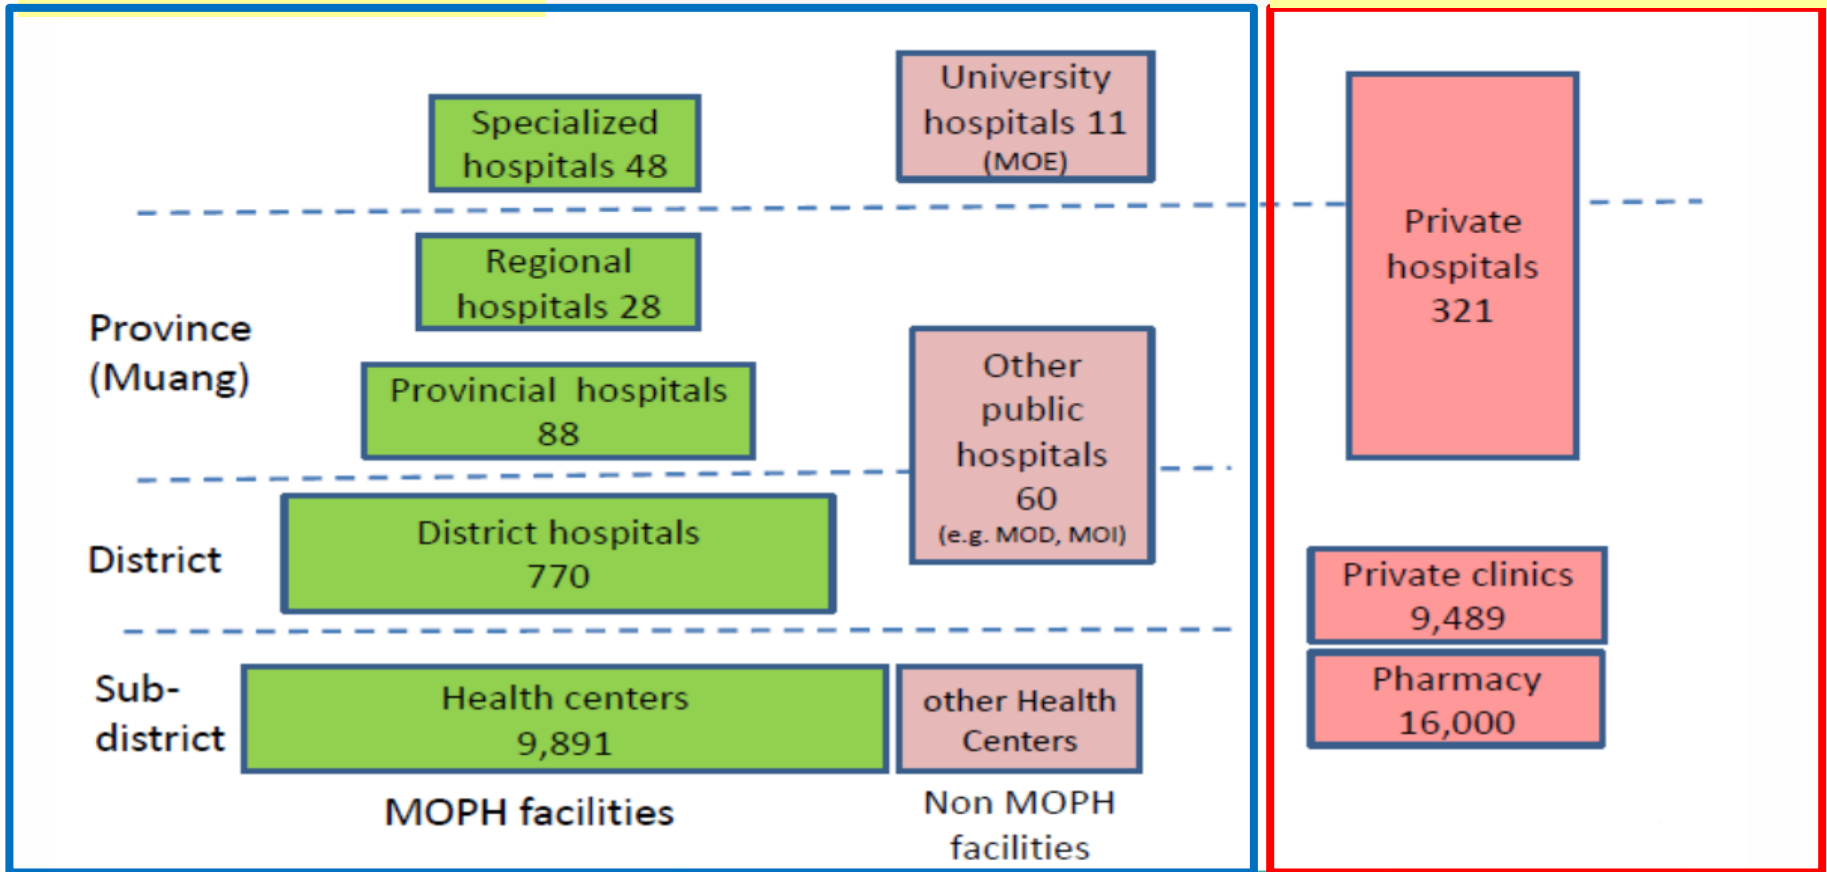 University
hospitals 11
(MOE)
Specialized
hospitals 48
Regional
hospitals 28
Province
(Muang)
Provincial hospitals
88
Other
public
hospitals
60
(e.g. MOD, MOI)
District
District hospitals
770
Sub-
district
Health centers
9,891
other Health
Centers
MOPH facilities
Non MOPH
facilities
Private
hospitals
321
Private clinics
9,489
Pharmacy
16,000